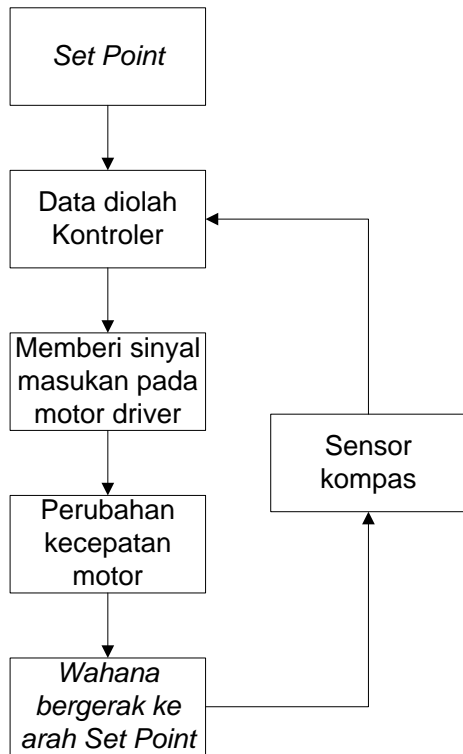 Set Point
Data diolah
Kontroler
Memberi sinyal
masukan pada
motor driver
Perubahan
kecepatan
motor
Wahana
bergerak ke
arah Set Point
Sensor
kompas